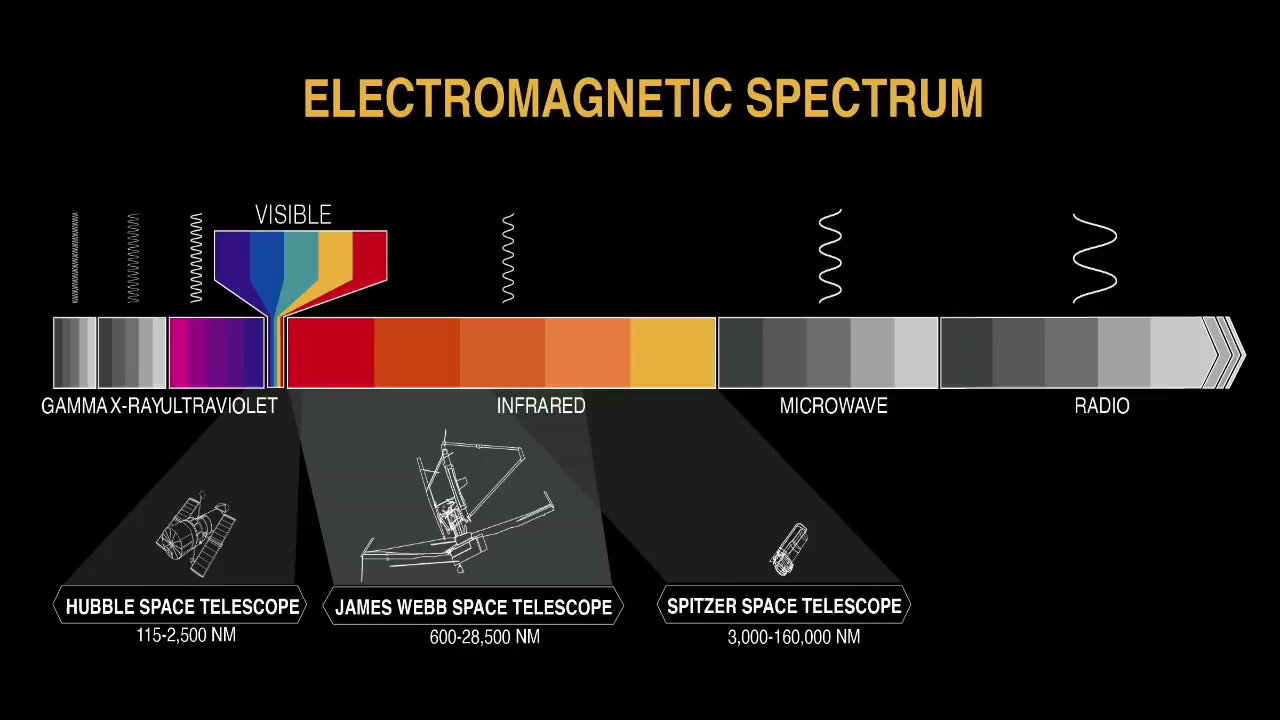 ELECTROMAGNETIC SPECTRUM
VISIBLE
GAMMA X-RAY ULTRAVIOLET INFRARED MICROWAVE RADIO
HUBBLE SPACE TELESCOPE
115-2,500 NM
JAMES WEBB SPACE TELESCOPE
600-28,500 NM
SPITZER SPACE TELESCOPE
3,000-160,000 NM